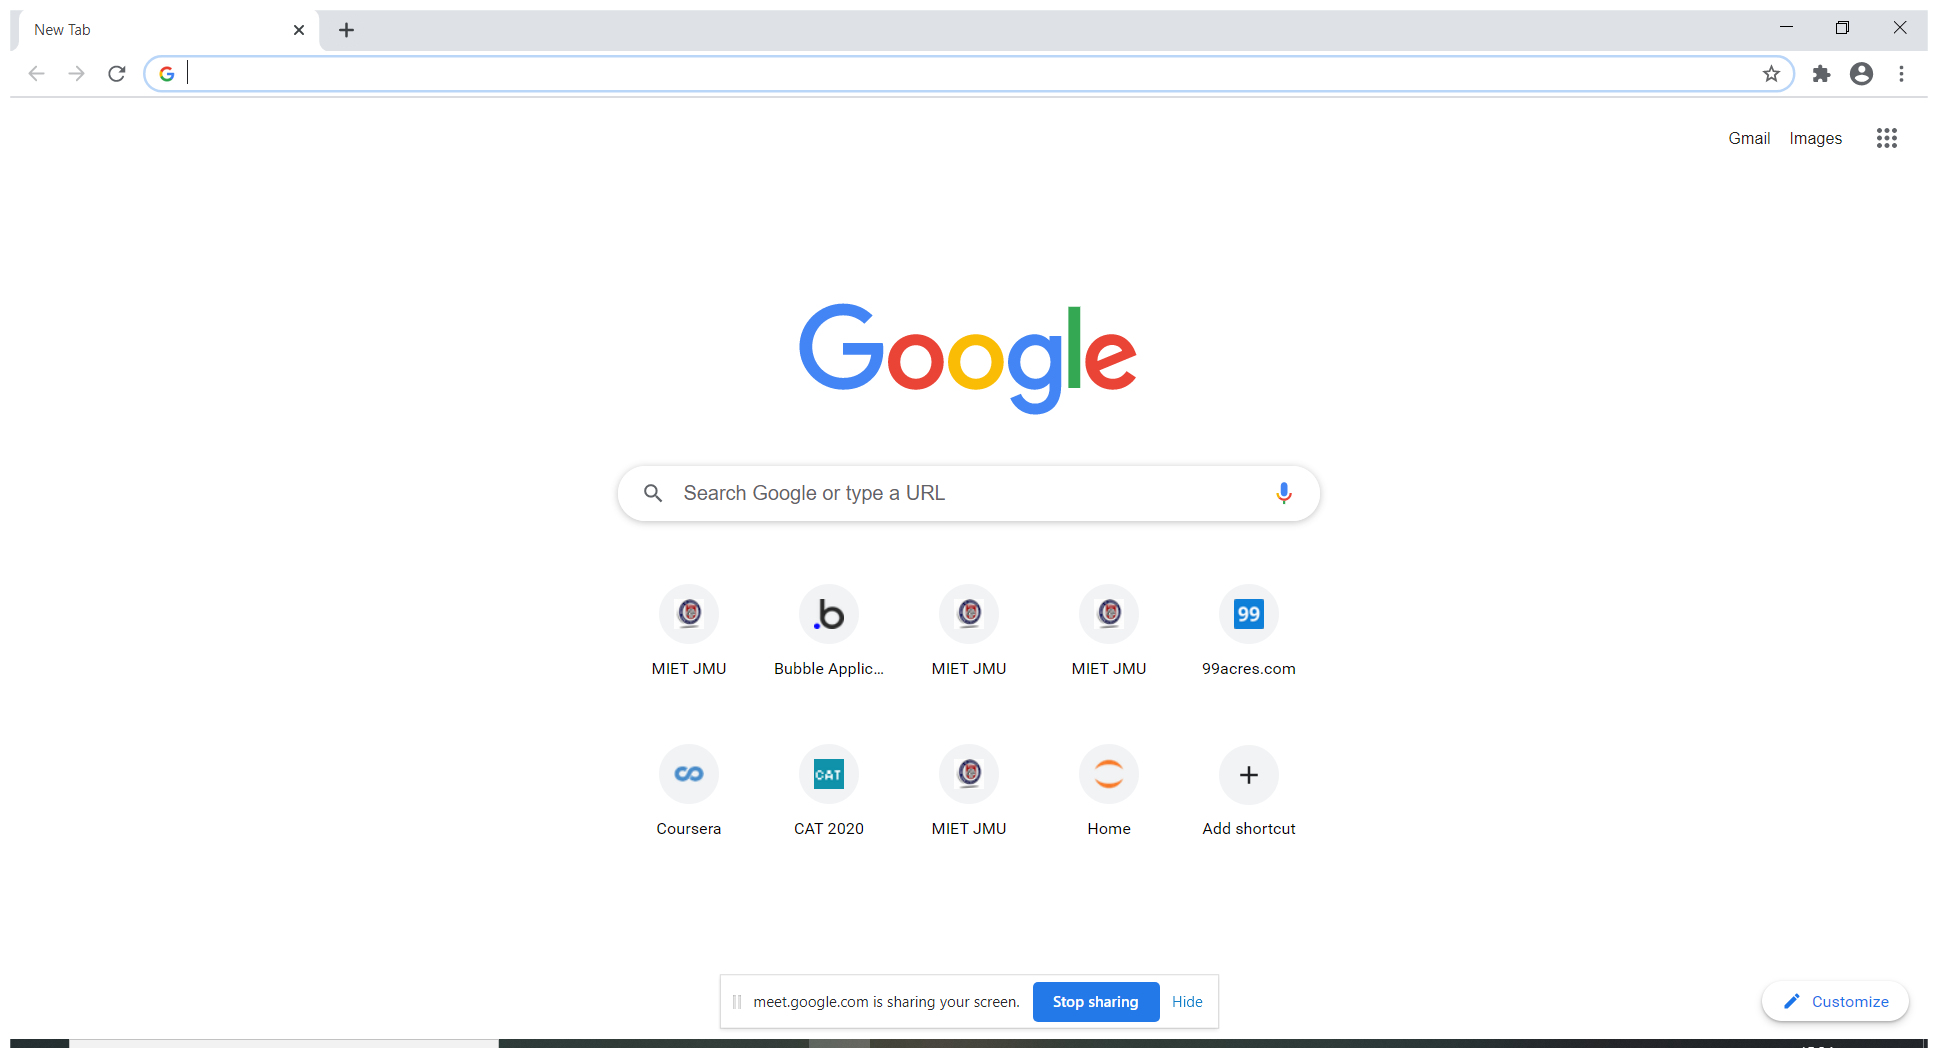 New Tab
Gmail Images
Google
Search Google or type a URL
99
MIET JMU Bubble Applic... MIET JMU MIET JMU 99acres.com
CAT
Coursera CAT 2020 MIET JMU Home Add shortcut
meet.google.com is sharing your screen. Stop sharing Hide
Customize